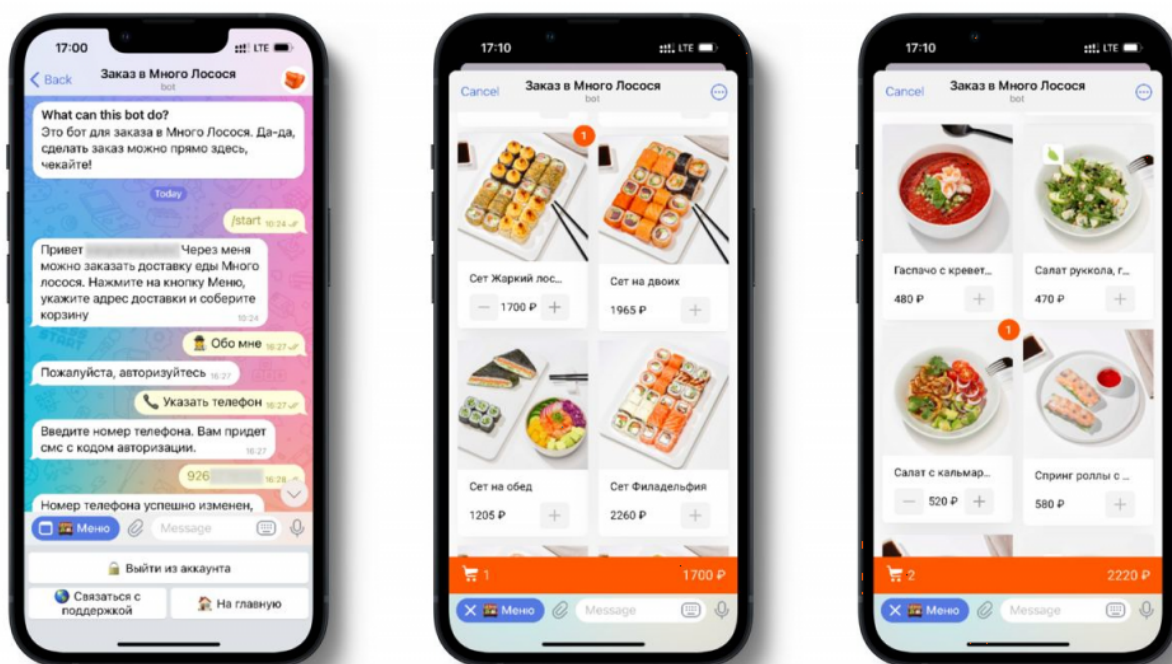 17:00
LTE
Back
Заказ в Много Лосося
bot
What can this bot do?
Это бот для заказа в Много Лосося. Да-да,
сделать заказ можно прямо здесь,
чекайте!
Today
/start 10:24
Привет Через меня
можно заказать доставку еды Много
лосося. Нажмите на кнопку Меню,
укажите адрес доставки и соберите
корзину
10:24
Обо мне 16:27
Пожалуйста, авторизуйтесь 16:27
Указать телефон 16:27
Введите номер телефона. Вам придет
смс с кодом авторизации. 16:27
926 16:28
Номер телефона успешно изменен,
Меню
Message
Выйти из аккаунта
Связаться с
поддержкой
На главную
17:10
LTE
Cancel
Заказ в Много Лосося
bot
1
Сет Жаркий лос...
— 1700 ₽ +
Сет на двоих
1965 ₽ +
Сет на обед
1205 ₽ +
Сет Филадельфия
2260 ₽ +
1
1700 ₽
Меню
Message
17:10
LTE
Cancel
Заказ в Много Лосося
bot
Гаспачо с кревет...
480 ₽ +
Салат руккола, г...
470 ₽ +
1
Салат с кальмар...
— 520 ₽ +
Спринг роллы с ...
580 ₽ +
2
2220 ₽
Меню
Message